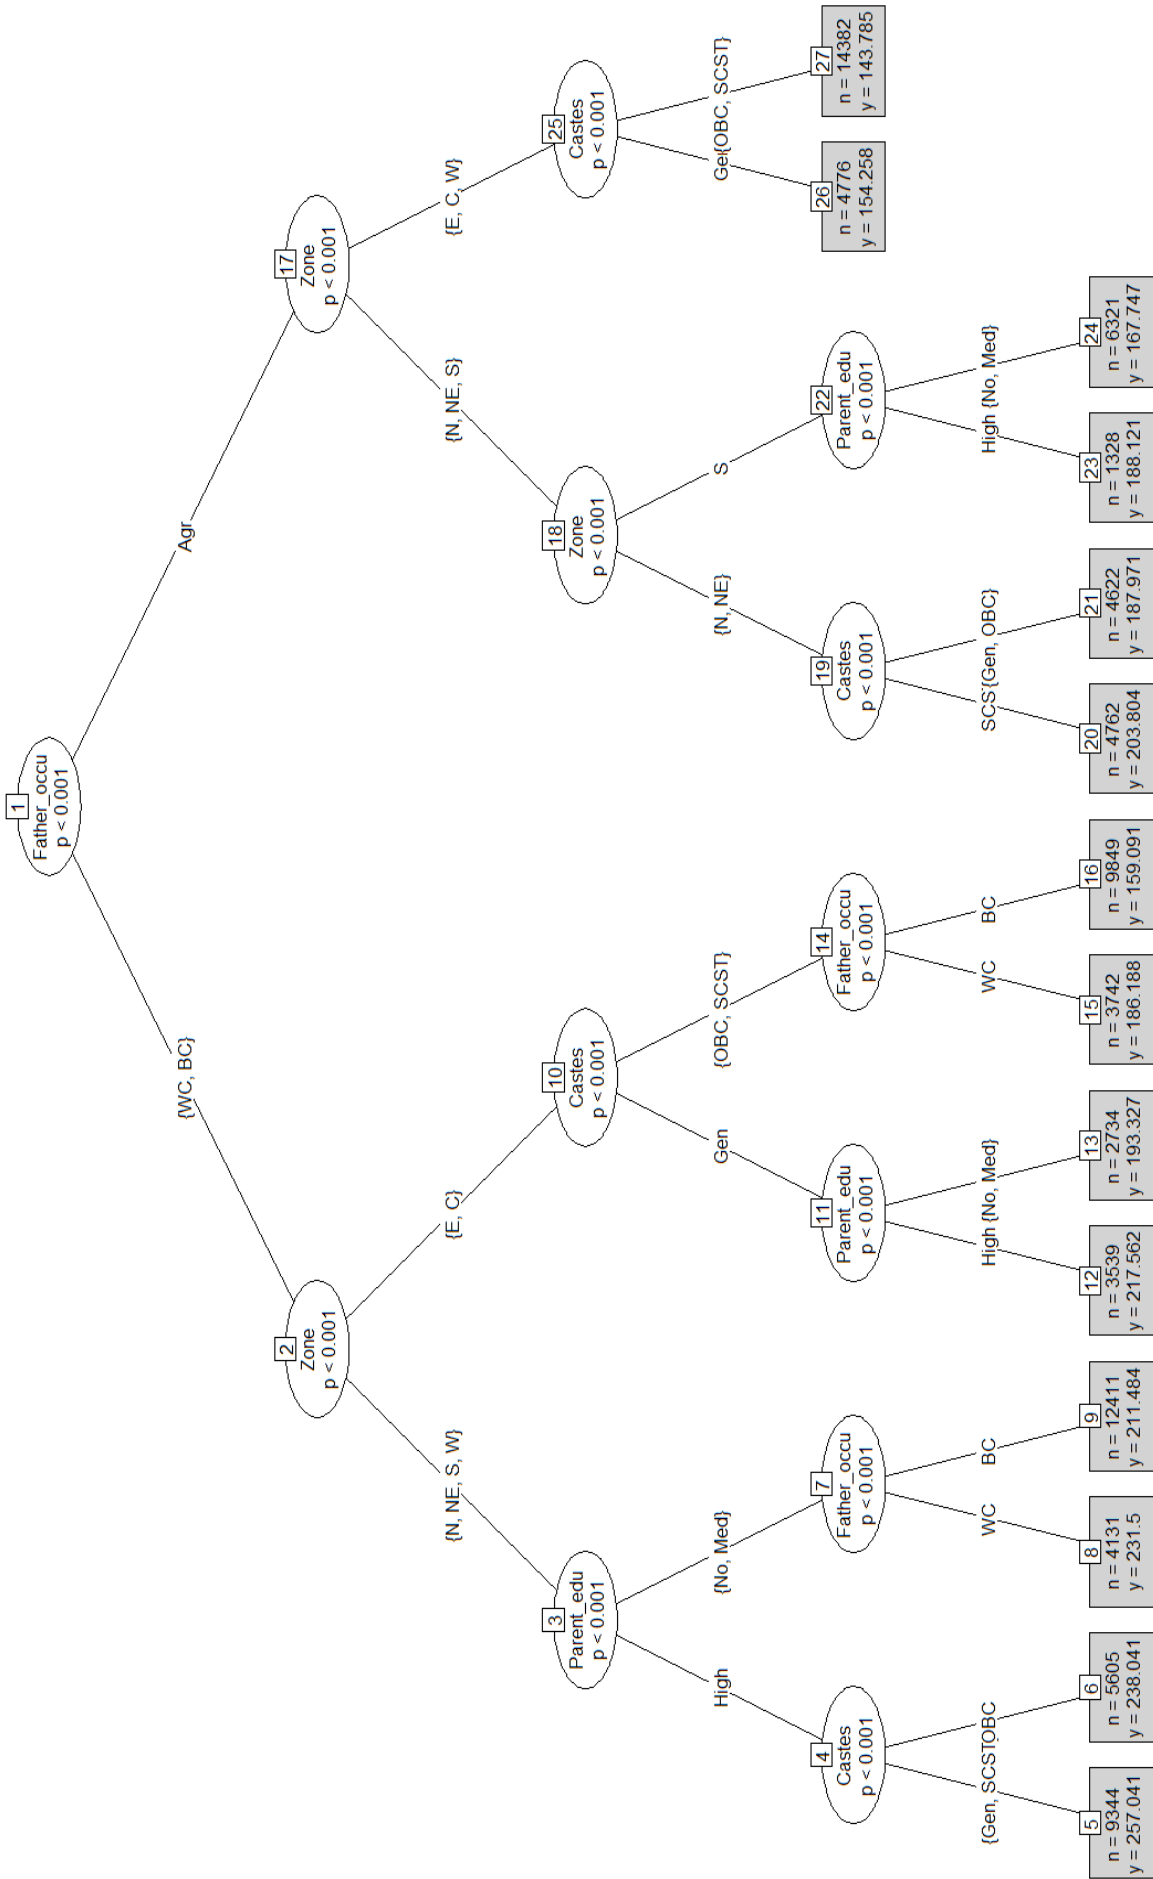 1
Father_occu
p < 0.001
{WC, BC}
Agr
2
Zone
p < 0.001
{N, NE, S, W}
{E, C}
3
Parent_edu
p < 0.001
High
{No, Med}
4
Castes
p < 0.001
{Gen, SCST}
OBC
5
n = 9344
y = 257.041
6
n = 5605
y = 238.041
7
Father_occu
p < 0.001
WC
BC
8
n = 4131
y = 231.5
9
n = 12411
y = 211.484
10
Castes
p < 0.001
Gen
{OBC, SCST}
11
Parent_edu
p < 0.001
High
{No, Med}
12
n = 3539
y = 217.562
13
n = 2734
y = 193.327
14
Father_occu
p < 0.001
WC
BC
15
n = 3742
y = 186.188
16
n = 9849
y = 159.091
17
Zone
p < 0.001
{N, NE, S}
{E, C, W}
18
Zone
p < 0.001
{N, NE}
S
19
Castes
p < 0.001
SCST
{Gen, OBC}
20
n = 4762
y = 203.804
21
n = 4622
y = 187.971
22
Parent_edu
p < 0.001
High
{No, Med}
23
n = 1328
y = 188.121
24
n = 6321
y = 167.747
25
Castes
p < 0.001
Gen
{OBC, SCST}
26
n = 4776
y = 154.258
27
n = 14382
y = 143.785